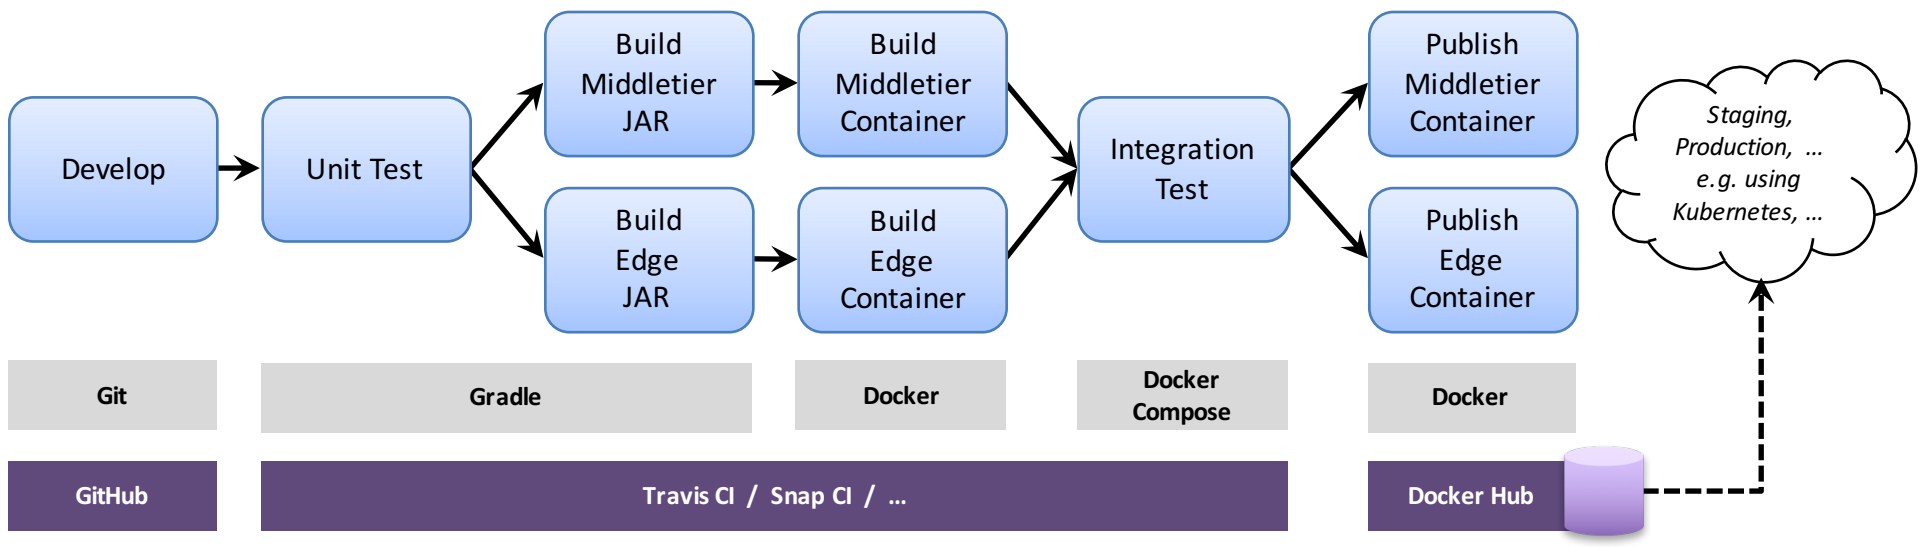 Develop
Unit Test
Build
Middletier
JAR
Build
Middletier
Container
Build
Edge
JAR
Build
Edge
Container
Integration
Test
Publish
Middletier
Container
Publish
Edge
Container
Staging,
Production, ...
e.g. using
Kubernetes, ...
Git
Gradle
Docker
Docker
Compose
Docker
GitHub
Travis CI / Snap CI / ...
Docker Hub